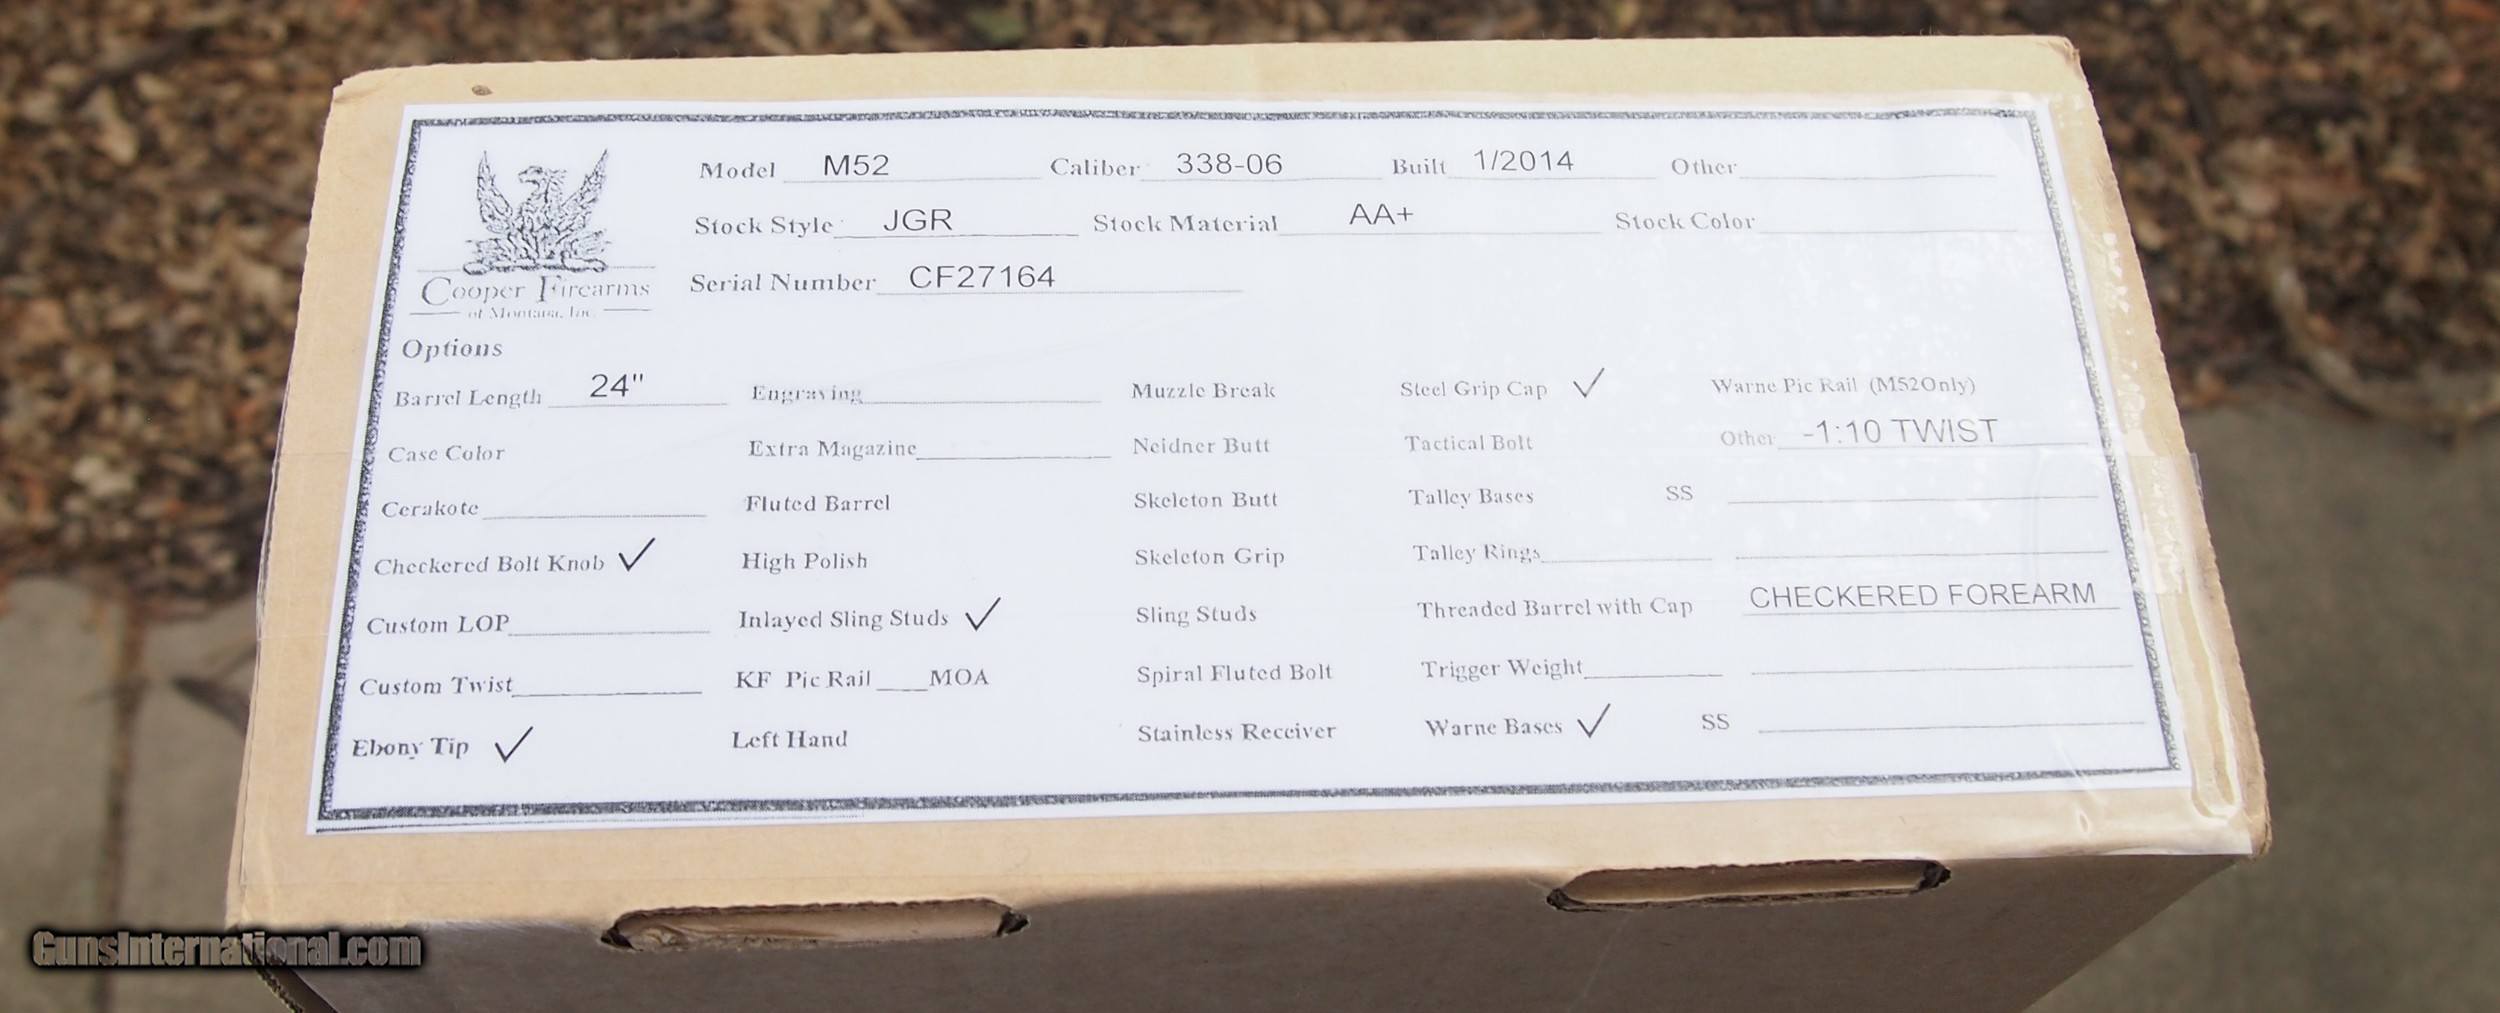 Model M52 Caliber 338-06 Built 1/2014 Other
Stock Style JGR Stock Material AA+ Stock Color
Serial Number CF27164
Cooper Firearms
of Montana, Inc.
Options
Barrel Length 24" Engraving Muzzle Break Steel Grip Cap ✓ Warne Pic Rail (M52Only)
Case Color Extra Magazine Neidner Butt Tactical Bolt Other -1:10 TWIST
Cerakote Fluted Barrel Skeleton Butt Talley Bases SS
Checkered Bolt Knob ✓ High Polish Skeleton Grip Talley Rings
Custom LOP Inlayed Sling Studs ✓ Sling Studs Threaded Barrel with Cap CHECKERED FOREARM
Custom Twist KF Pic Rail ___MOA Spiral Fluted Bolt Trigger Weight
Ebony Tip ✓ Left Hand Stainless Receiver Warne Bases ✓ SS
GunsInternational.com